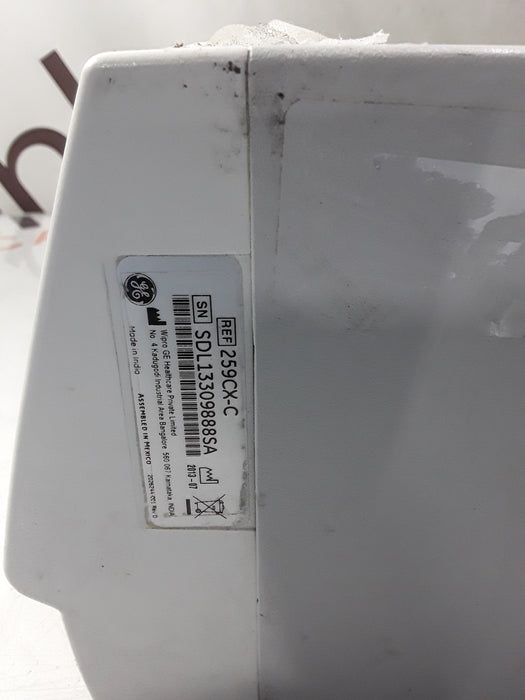 REF 259CX-C
SN SDL13309888SA
2013-07
Wipro GE Healthcare Private Limited
No. 4 Kadugodi Industrial Area Bangalore 560 067 Karnataka, INDIA
Made in India
ASSEMBLED IN MEXICO
GE